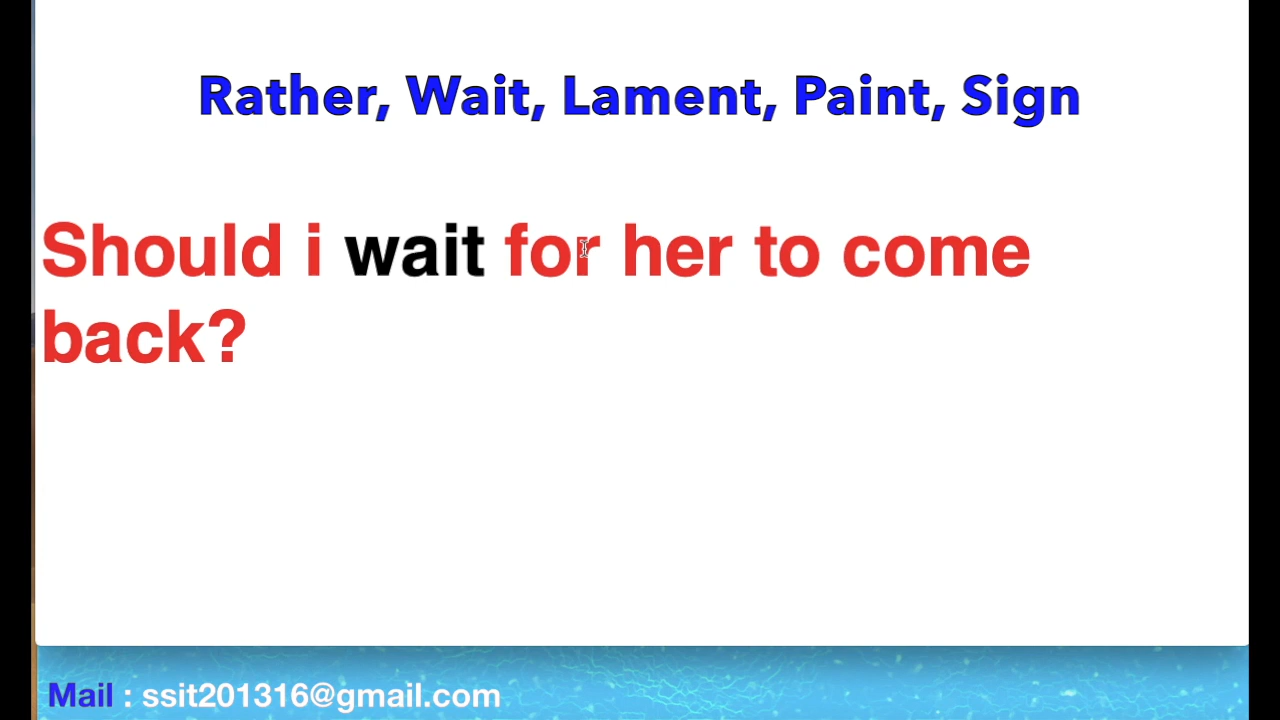 Rather, Wait, Lament, Paint, Sign
Should i wait for her to come
back?
Mail : ssit201316@gmail.com